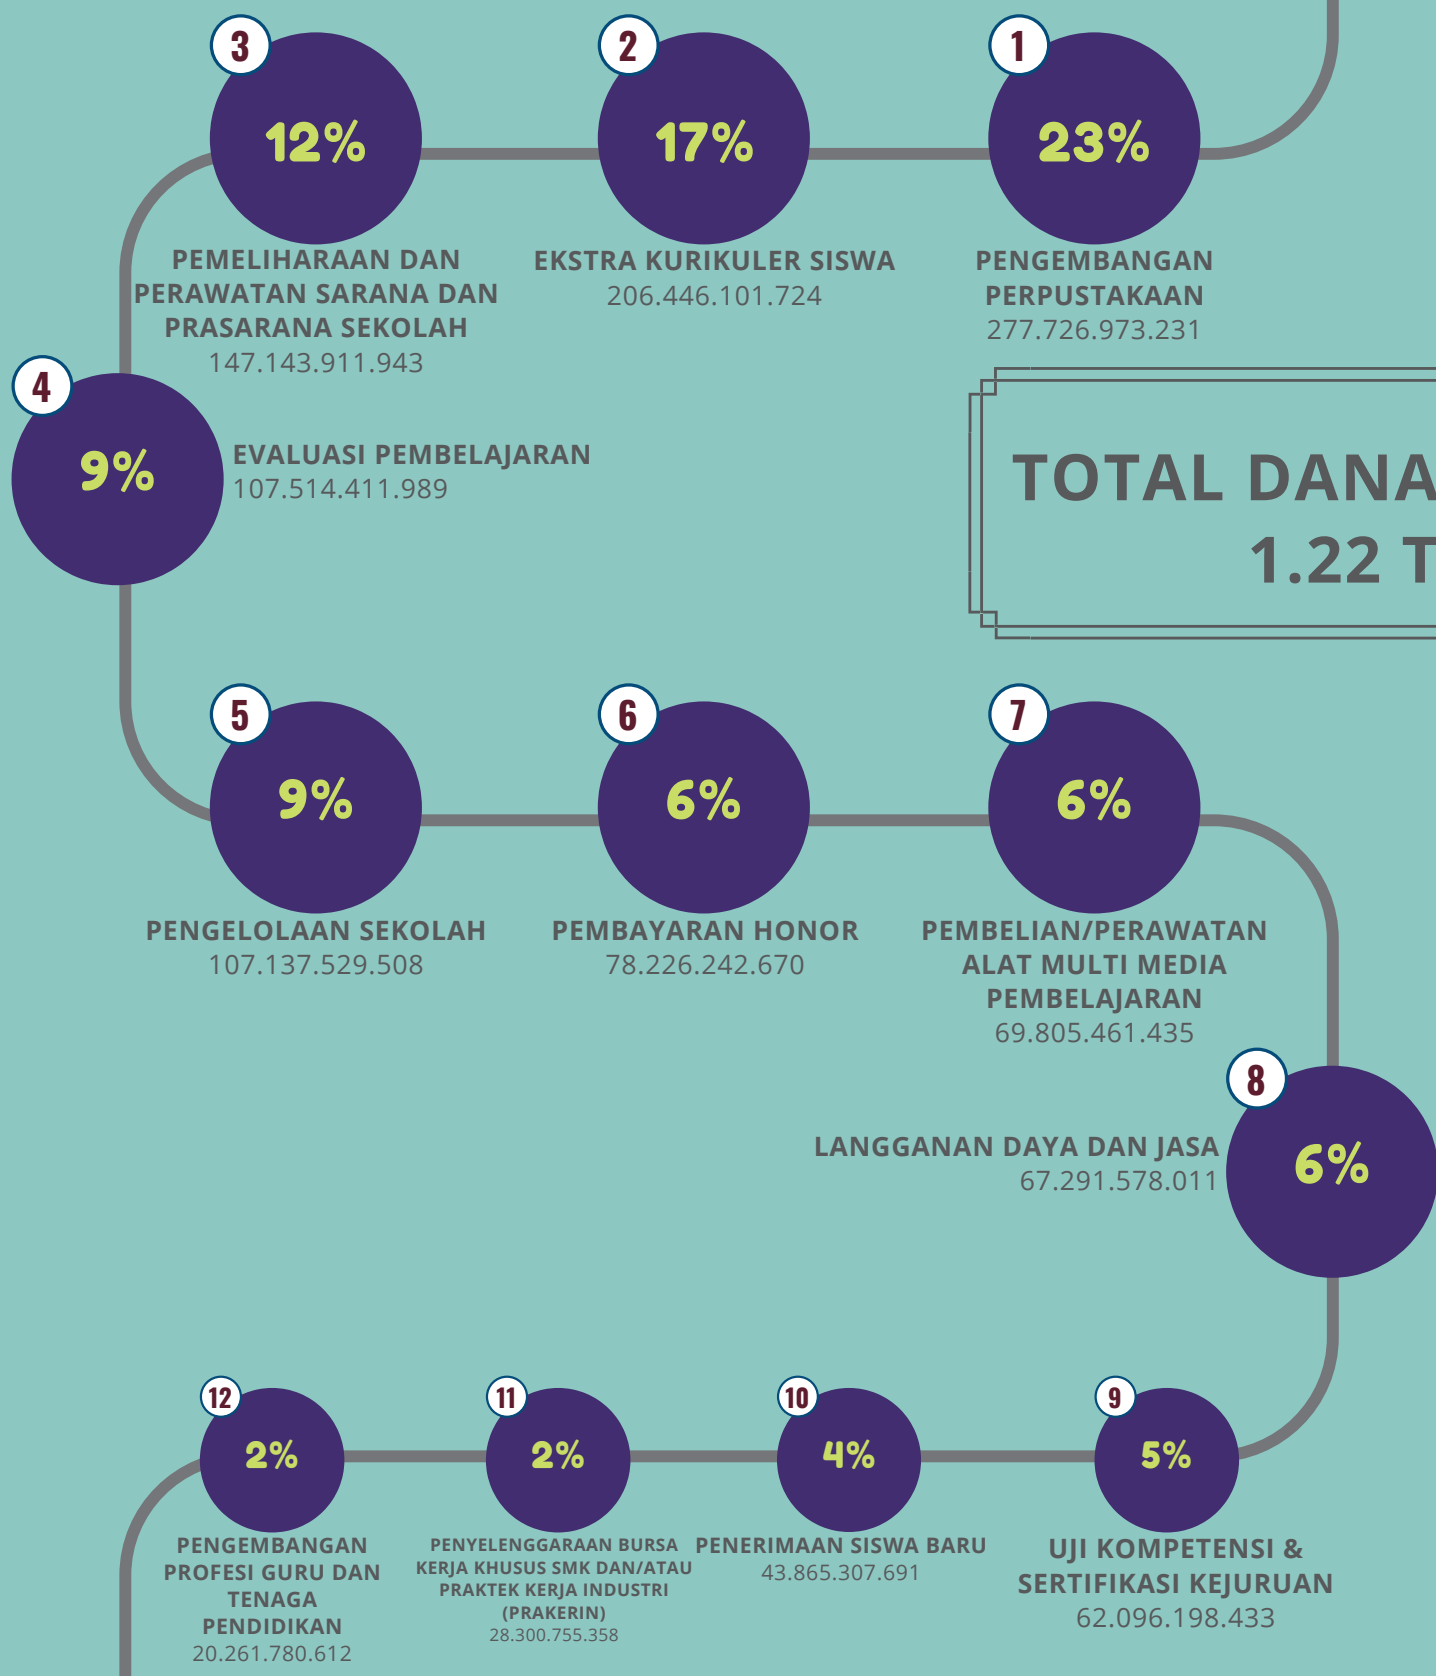 1
23%
PENGEMBANGAN
PERPUSTAKAAN
277.726.973.231
2
17%
EKSTRA KURIKULER SISWA
206.446.101.724
3
12%
PEMELIHARAAN DAN
PERAWATAN SARANA DAN
PRASARANA SEKOLAH
147.143.911.943
4
9%
EVALUASI PEMBELAJARAN
107.514.411.989
TOTAL DANA
1.22 T
5
9%
PENGELOLAAN SEKOLAH
107.137.529.508
6
6%
PEMBAYARAN HONOR
78.226.242.670
7
6%
PEMBELIAN/PERAWATAN
ALAT MULTI MEDIA
PEMBELAJARAN
69.805.461.435
8
6%
LANGGANAN DAYA DAN JASA
67.291.578.011
9
5%
UJI KOMPETENSI &
SERTIFIKASI KEJURUAN
62.096.198.433
10
4%
PENERIMAAN SISWA BARU
43.865.307.691
11
2%
PENYELENGGARAAN BURSA
KERJA KHUSUS SMK DAN/ATAU
PRAKTEK KERJA INDUSTRI
(PRAKERIN)
28.300.755.358
12
2%
PENGEMBANGAN
PROFESI GURU DAN
TENAGA
PENDIDIKAN
20.261.780.612